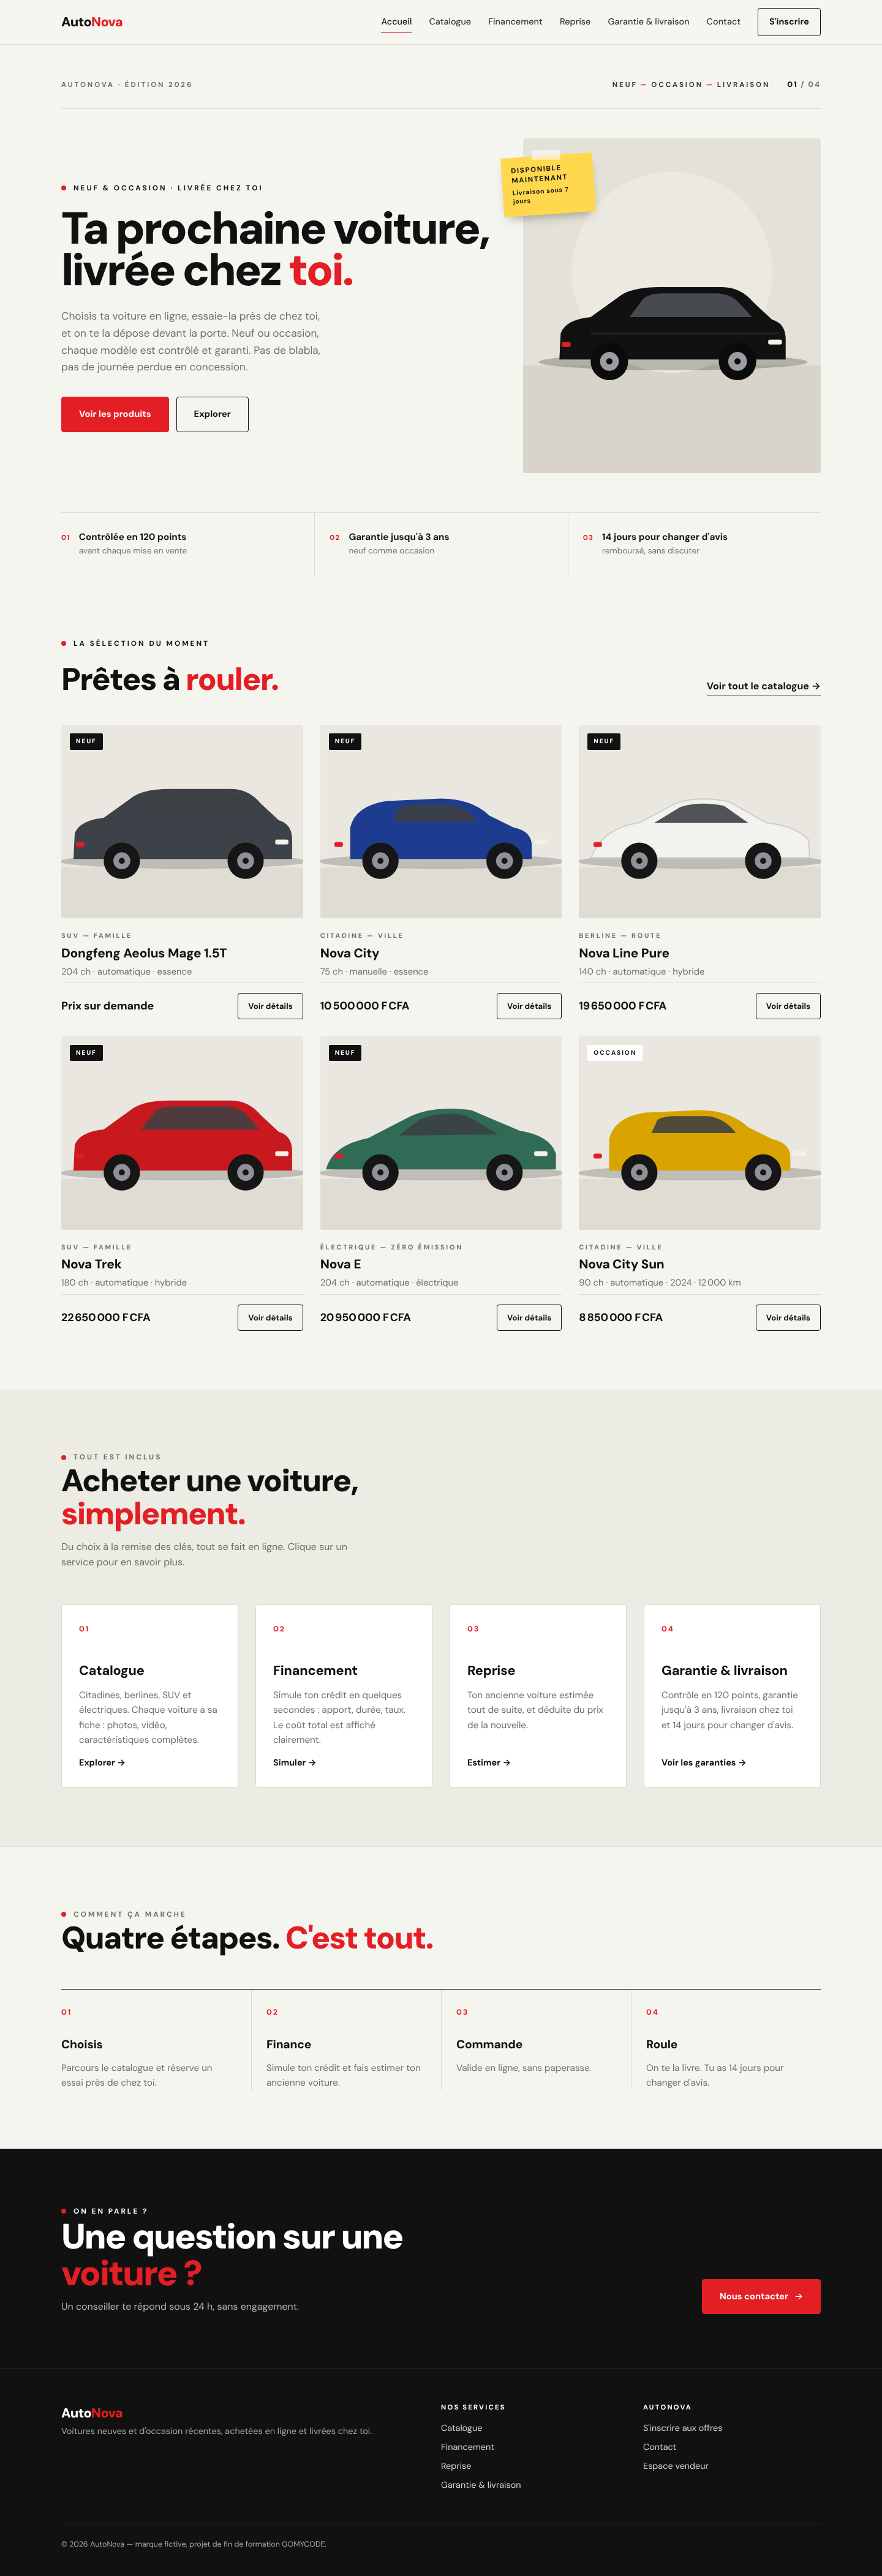 AutoNova
Accueil
Catalogue
Financement
Reprise
Garantie & livraison
Contact
S'inscrire
AUTONOVA · ÉDITION 2026
NEUF — OCCASION — LIVRAISON
01 / 04
DISPONIBLE
MAINTENANT
Livraison sous 7
jours
NEUF & OCCASION · LIVRÉE CHEZ TOI
Ta prochaine voiture,
livrée chez toi.
Choisis ta voiture en ligne, essaie-la près de chez toi,
et on te la dépose devant la porte. Neuf ou occasion,
chaque modèle est contrôlé et garanti. Pas de blabla,
pas de journée perdue en concession.
Voir les produits
Explorer
01 Contrôlée en 120 points
avant chaque mise en vente
02 Garantie jusqu'à 3 ans
neuf comme occasion
03 14 jours pour changer d'avis
remboursé, sans discuter
LA SÉLECTION DU MOMENT
Prêtes à rouler.
Voir tout le catalogue →
NEUF
SUV — FAMILLE
Dongfeng Aeolus Mage 1.5T
204 ch · automatique · essence
Prix sur demande
Voir détails
NEUF
CITADINE — VILLE
Nova City
75 ch · manuelle · essence
10 500 000 F CFA
Voir détails
NEUF
BERLINE — ROUTE
Nova Line Pure
140 ch · automatique · hybride
19 650 000 F CFA
Voir détails
NEUF
SUV — FAMILLE
Nova Trek
180 ch · automatique · hybride
22 650 000 F CFA
Voir détails
NEUF
ÉLECTRIQUE — ZÉRO ÉMISSION
Nova E
204 ch · automatique · électrique
20 950 000 F CFA
Voir détails
OCCASION
CITADINE — VILLE
Nova City Sun
90 ch · automatique · 2024 · 12 000 km
8 850 000 F CFA
Voir détails
TOUT EST INCLUS
Acheter une voiture,
simplement.
Du choix à la remise des clés, tout se fait en ligne. Clique sur un
service pour en savoir plus.
01
Catalogue
Citadines, berlines, SUV et
électriques. Chaque voiture a sa
fiche : photos, vidéo,
caractéristiques complètes.
Explorer →
02
Financement
Simule ton crédit en quelques
secondes : apport, durée, taux.
Le coût total est affiché
clairement.
Simuler →
03
Reprise
Ton ancienne voiture estimée
tout de suite, et déduite du prix
de la nouvelle.
Estimer →
04
Garantie & livraison
Contrôle en 120 points, garantie
jusqu'à 3 ans, livraison chez toi
et 14 jours pour changer d'avis.
Voir les garanties →
COMMENT ÇA MARCHE
Quatre étapes. C'est tout.
01
Choisis
Parcours le catalogue et réserve un
essai près de chez toi.
02
Finance
Simule ton crédit et fais estimer ton
ancienne voiture.
03
Commande
Valide en ligne, sans paperasse.
04
Roule
On te la livre. Tu as 14 jours pour
changer d'avis.
ON EN PARLE ?
Une question sur une
voiture ?
Un conseiller te répond sous 24 h, sans engagement.
Nous contacter →
AutoNova
Voitures neuves et d'occasion récentes, achetées en ligne et livrées chez toi.
NOS SERVICES
Catalogue
Financement
Reprise
Garantie & livraison
AUTONOVA
S'inscrire aux offres
Contact
Espace vendeur
© 2026 AutoNova — marque fictive, projet de fin de formation GOMYCODE.